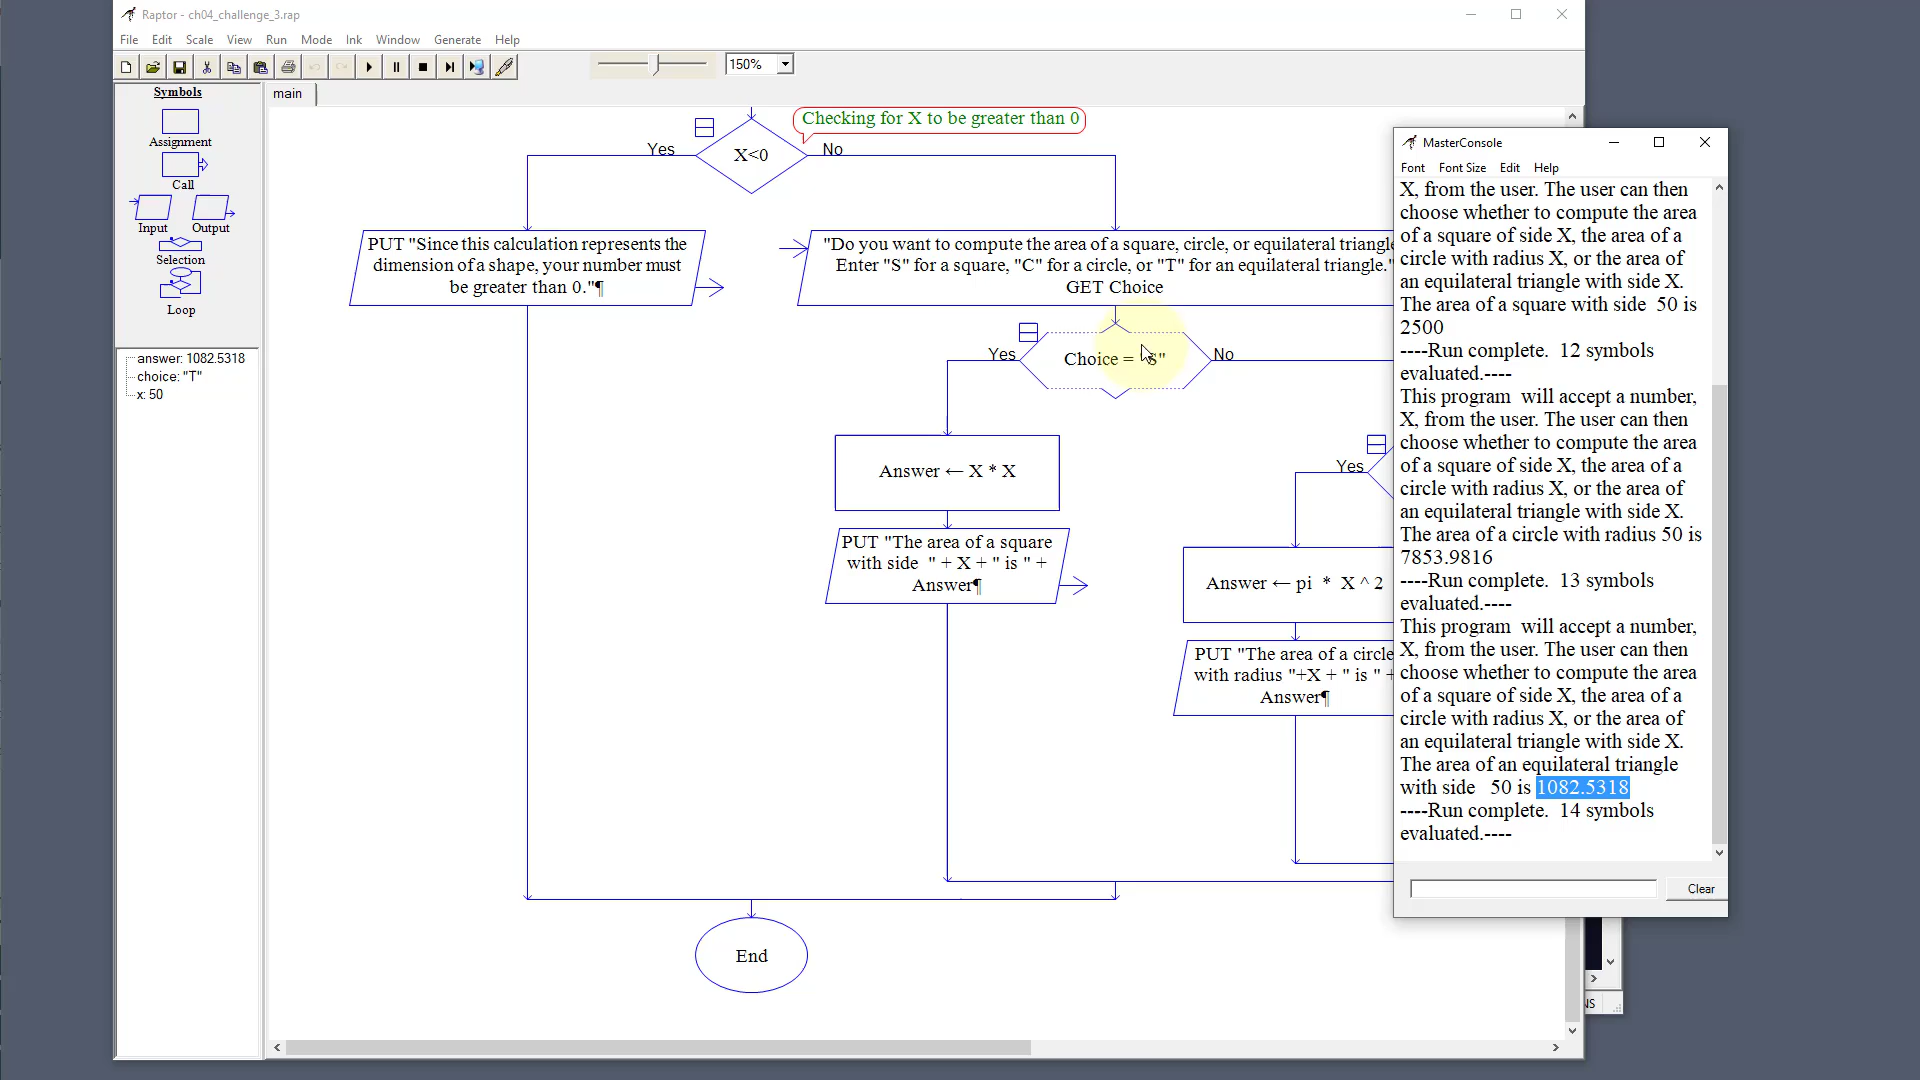 Raptor - ch04_challenge_3.rap
File Edit Scale View Run Mode Ink Window Generate Help
150%
Symbols
Assignment
Call
Input Output
Selection
Loop
answer: 1082.5318
choice: "T"
x: 50
main
Checking for X to be greater than 0
Yes
X<0
No
PUT "Since this calculation represents the
dimension of a shape, your number must
be greater than 0."¶
"Do you want to compute the area of a square, circle, or equilateral triangle
Enter "S" for a square, "C" for a circle, or "T" for an equilateral triangle."
GET Choice
Yes
Choice = "S"
No
Answer ← X * X
PUT "The area of a square
with side  " + X + " is " +
Answer¶
Yes
Answer ← pi  *  X ^ 2
PUT "The area of a circle
with radius "+X + " is " +
Answer¶
End
MasterConsole
Font Font Size Edit Help
X, from the user. The user can then
choose whether to compute the area
of a square of side X, the area of a
circle with radius X, or the area of
an equilateral triangle with side X.
The area of a square with side  50 is
2500
----Run complete.  12 symbols
evaluated.----
This program  will accept a number,
X, from the user. The user can then
choose whether to compute the area
of a square of side X, the area of a
circle with radius X, or the area of
an equilateral triangle with side X.
The area of a circle with radius 50 is
7853.9816
----Run complete.  13 symbols
evaluated.----
This program  will accept a number,
X, from the user. The user can then
choose whether to compute the area
of a square of side X, the area of a
circle with radius X, or the area of
an equilateral triangle with side X.
The area of an equilateral triangle
with side   50 is 1082.5318
----Run complete.  14 symbols
evaluated.----
Clear
NS